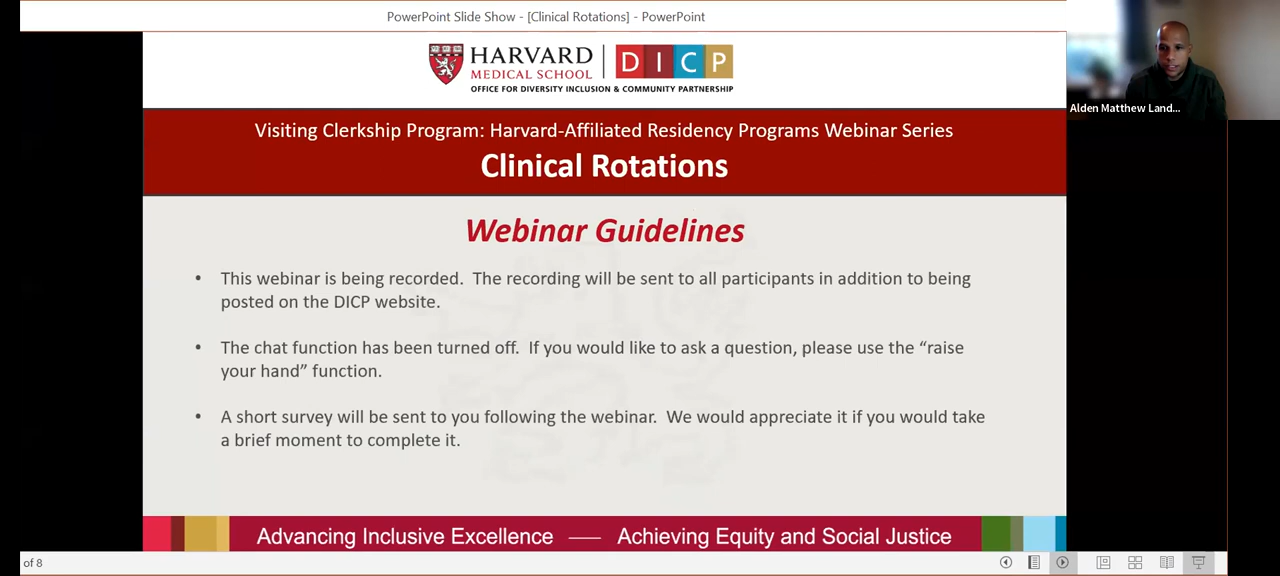 PowerPoint Slide Show - [Clinical Rotations] - PowerPoint
HARVARD
MEDICAL SCHOOL
D I C P
OFFICE FOR DIVERSITY INCLUSION & COMMUNITY PARTNERSHIP
Alden Matthew Land...
Visiting Clerkship Program: Harvard-Affiliated Residency Programs Webinar Series
Clinical Rotations
Webinar Guidelines
• This webinar is being recorded.  The recording will be sent to all participants in addition to being
posted on the DICP website.
• The chat function has been turned off.  If you would like to ask a question, please use the “raise
your hand” function.
• A short survey will be sent to you following the webinar.  We would appreciate it if you would take
a brief moment to complete it.
Advancing Inclusive Excellence —— Achieving Equity and Social Justice
of 8